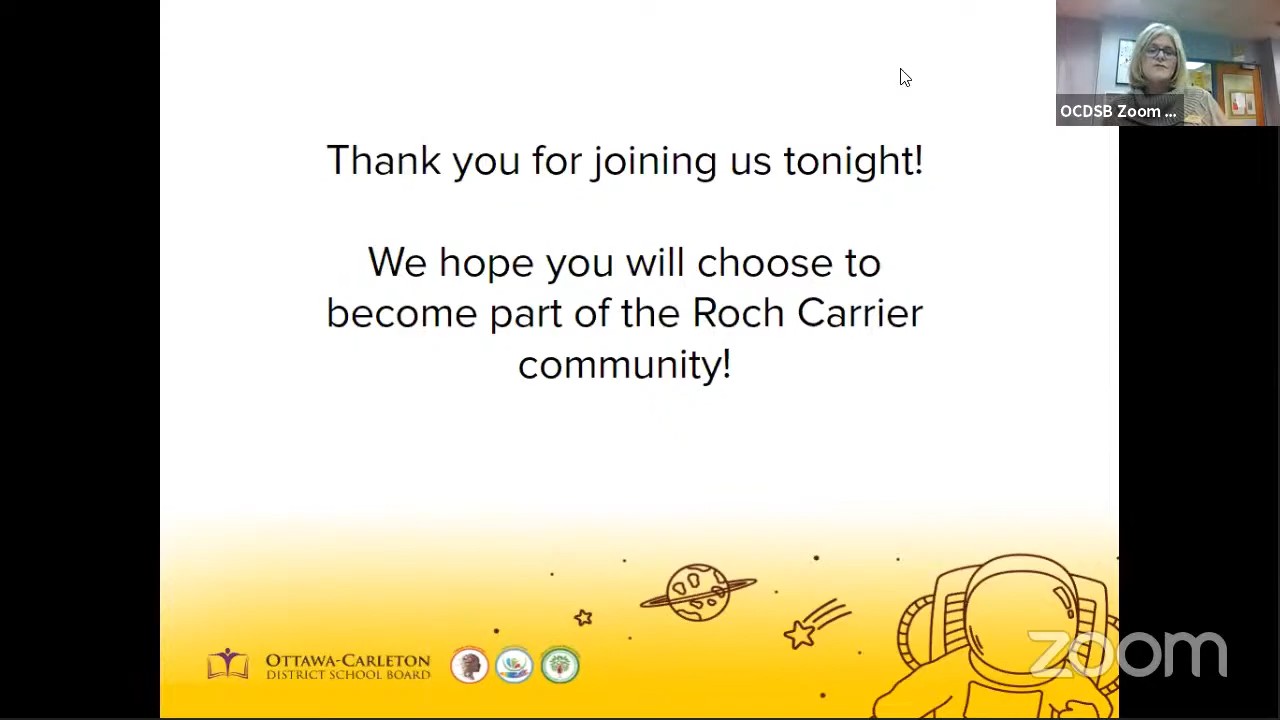 OCDSB Zoom ...
Thank you for joining us tonight!
We hope you will choose to
become part of the Roch Carrier
community!
OTTAWA-CARLETON
DISTRICT SCHOOL BOARD
zoom